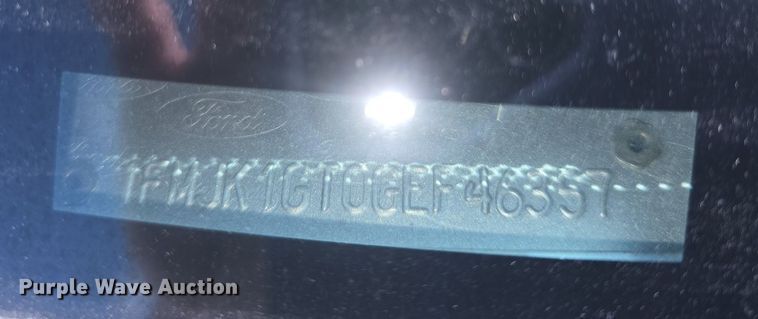 Ford
1FMJK1GT0GEF46357
Purple Wave Auction